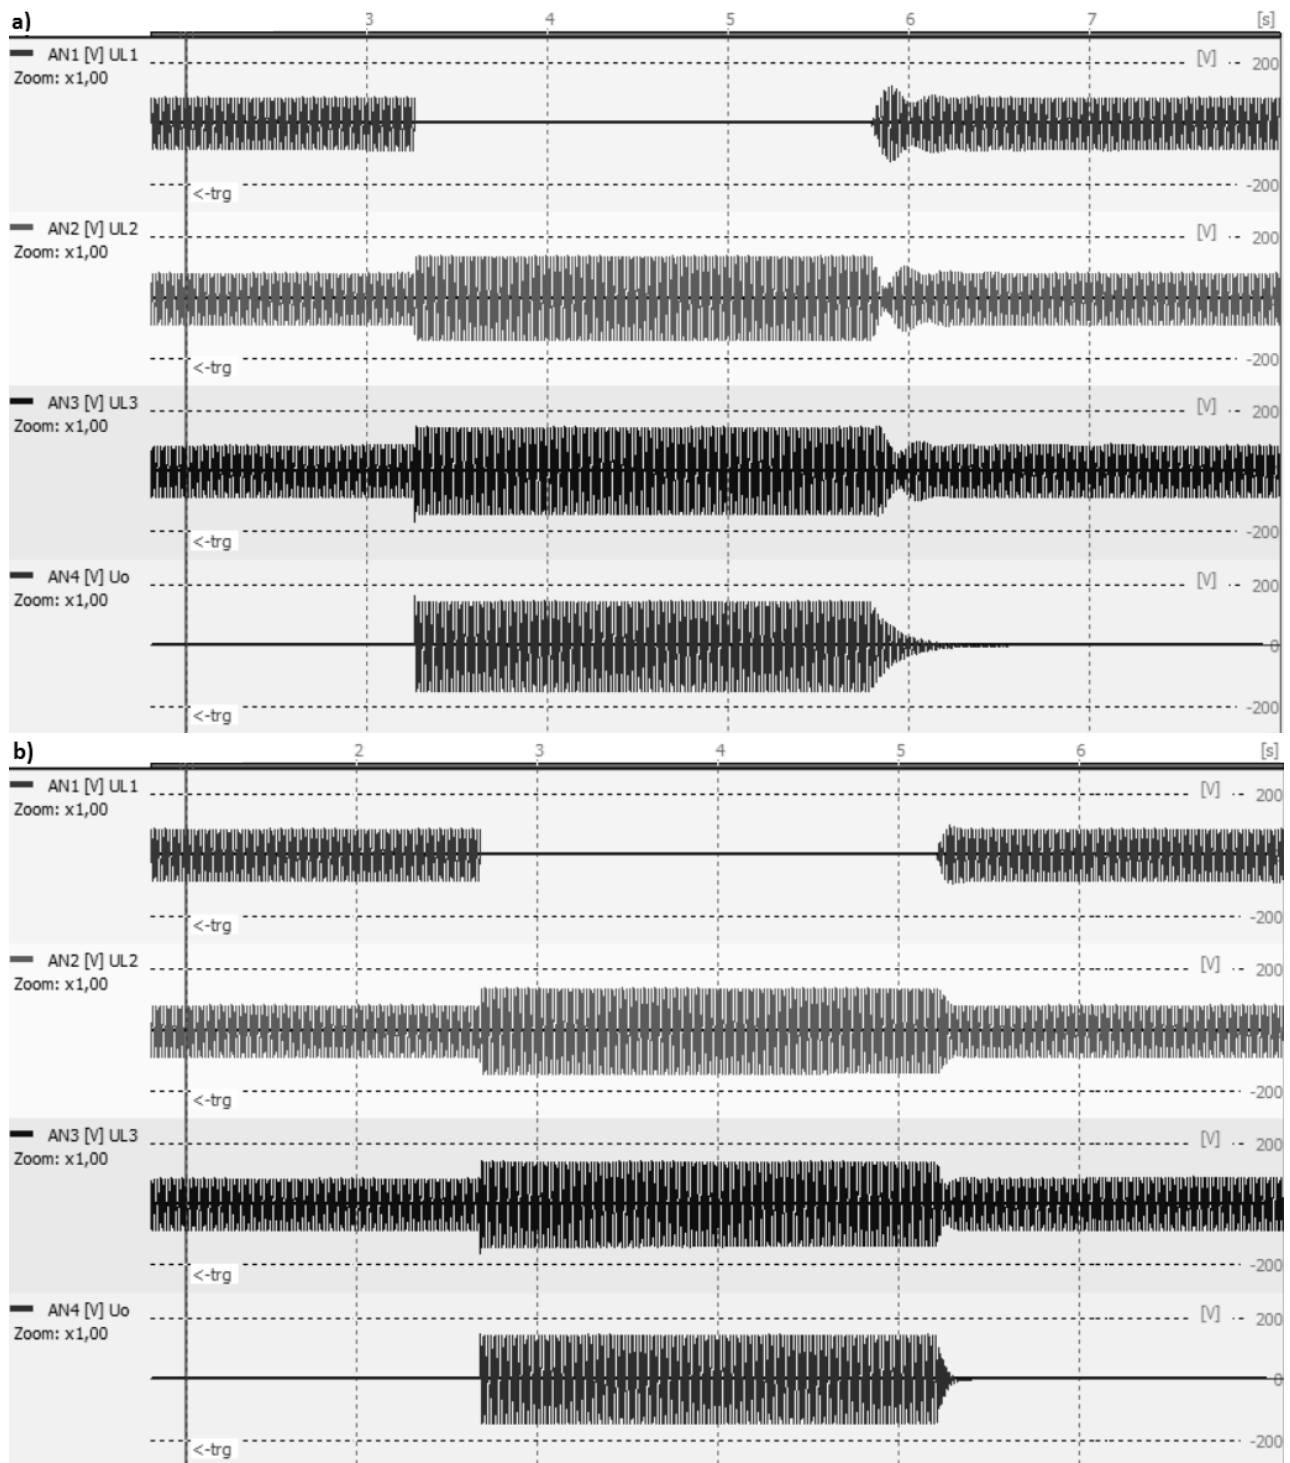 a)
3 4 5 6 7 [s]
AN1 [V] UL1
Zoom: x1,00
[V] 200
<-trg
-200
AN2 [V] UL2
Zoom: x1,00
[V] 200
<-trg
-200
AN3 [V] UL3
Zoom: x1,00
[V] 200
<-trg
-200
AN4 [V] Uo
Zoom: x1,00
[V] 200
0
<-trg
-200
b)
2 3 4 5 6 [s]
AN1 [V] UL1
Zoom: x1,00
[V] 200
<-trg
-200
AN2 [V] UL2
Zoom: x1,00
[V] 200
<-trg
-200
AN3 [V] UL3
Zoom: x1,00
[V] 200
<-trg
-200
AN4 [V] Uo
Zoom: x1,00
[V] 200
0
<-trg
-200